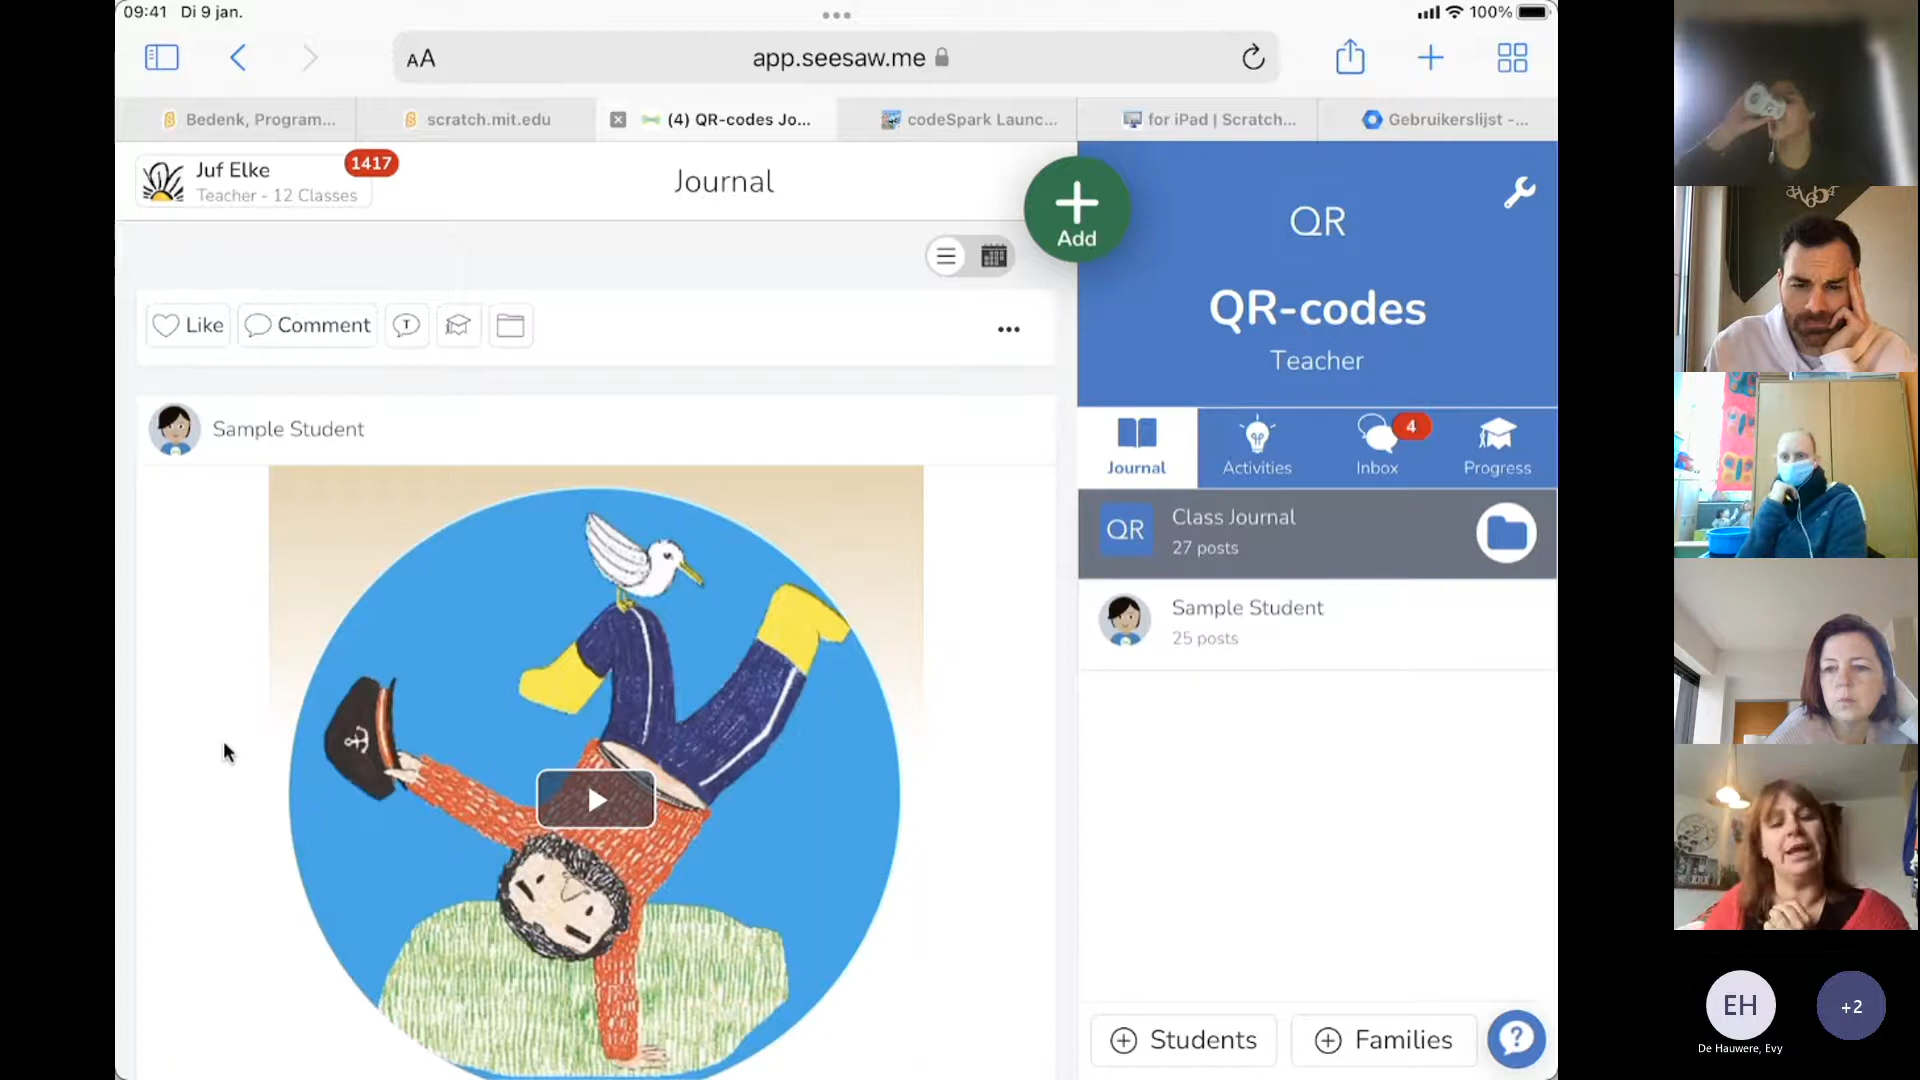 09:41 Di 9 jan.
100%
AA
app.seesaw.me
Bedenk, Program...
scratch.mit.edu
(4) QR-codes Jo...
codeSpark Launc...
for iPad | Scratch...
Gebruikerslijst -...
Juf Elke
1417
Teacher - 12 Classes
Journal
Add
Like
Comment
T
Sample Student
QR
QR-codes
Teacher
Journal
Activities
Inbox
4
Progress
QR
Class Journal
27 posts
Sample Student
25 posts
Students
Families
?
EH
+2
De Hauwere, Evy